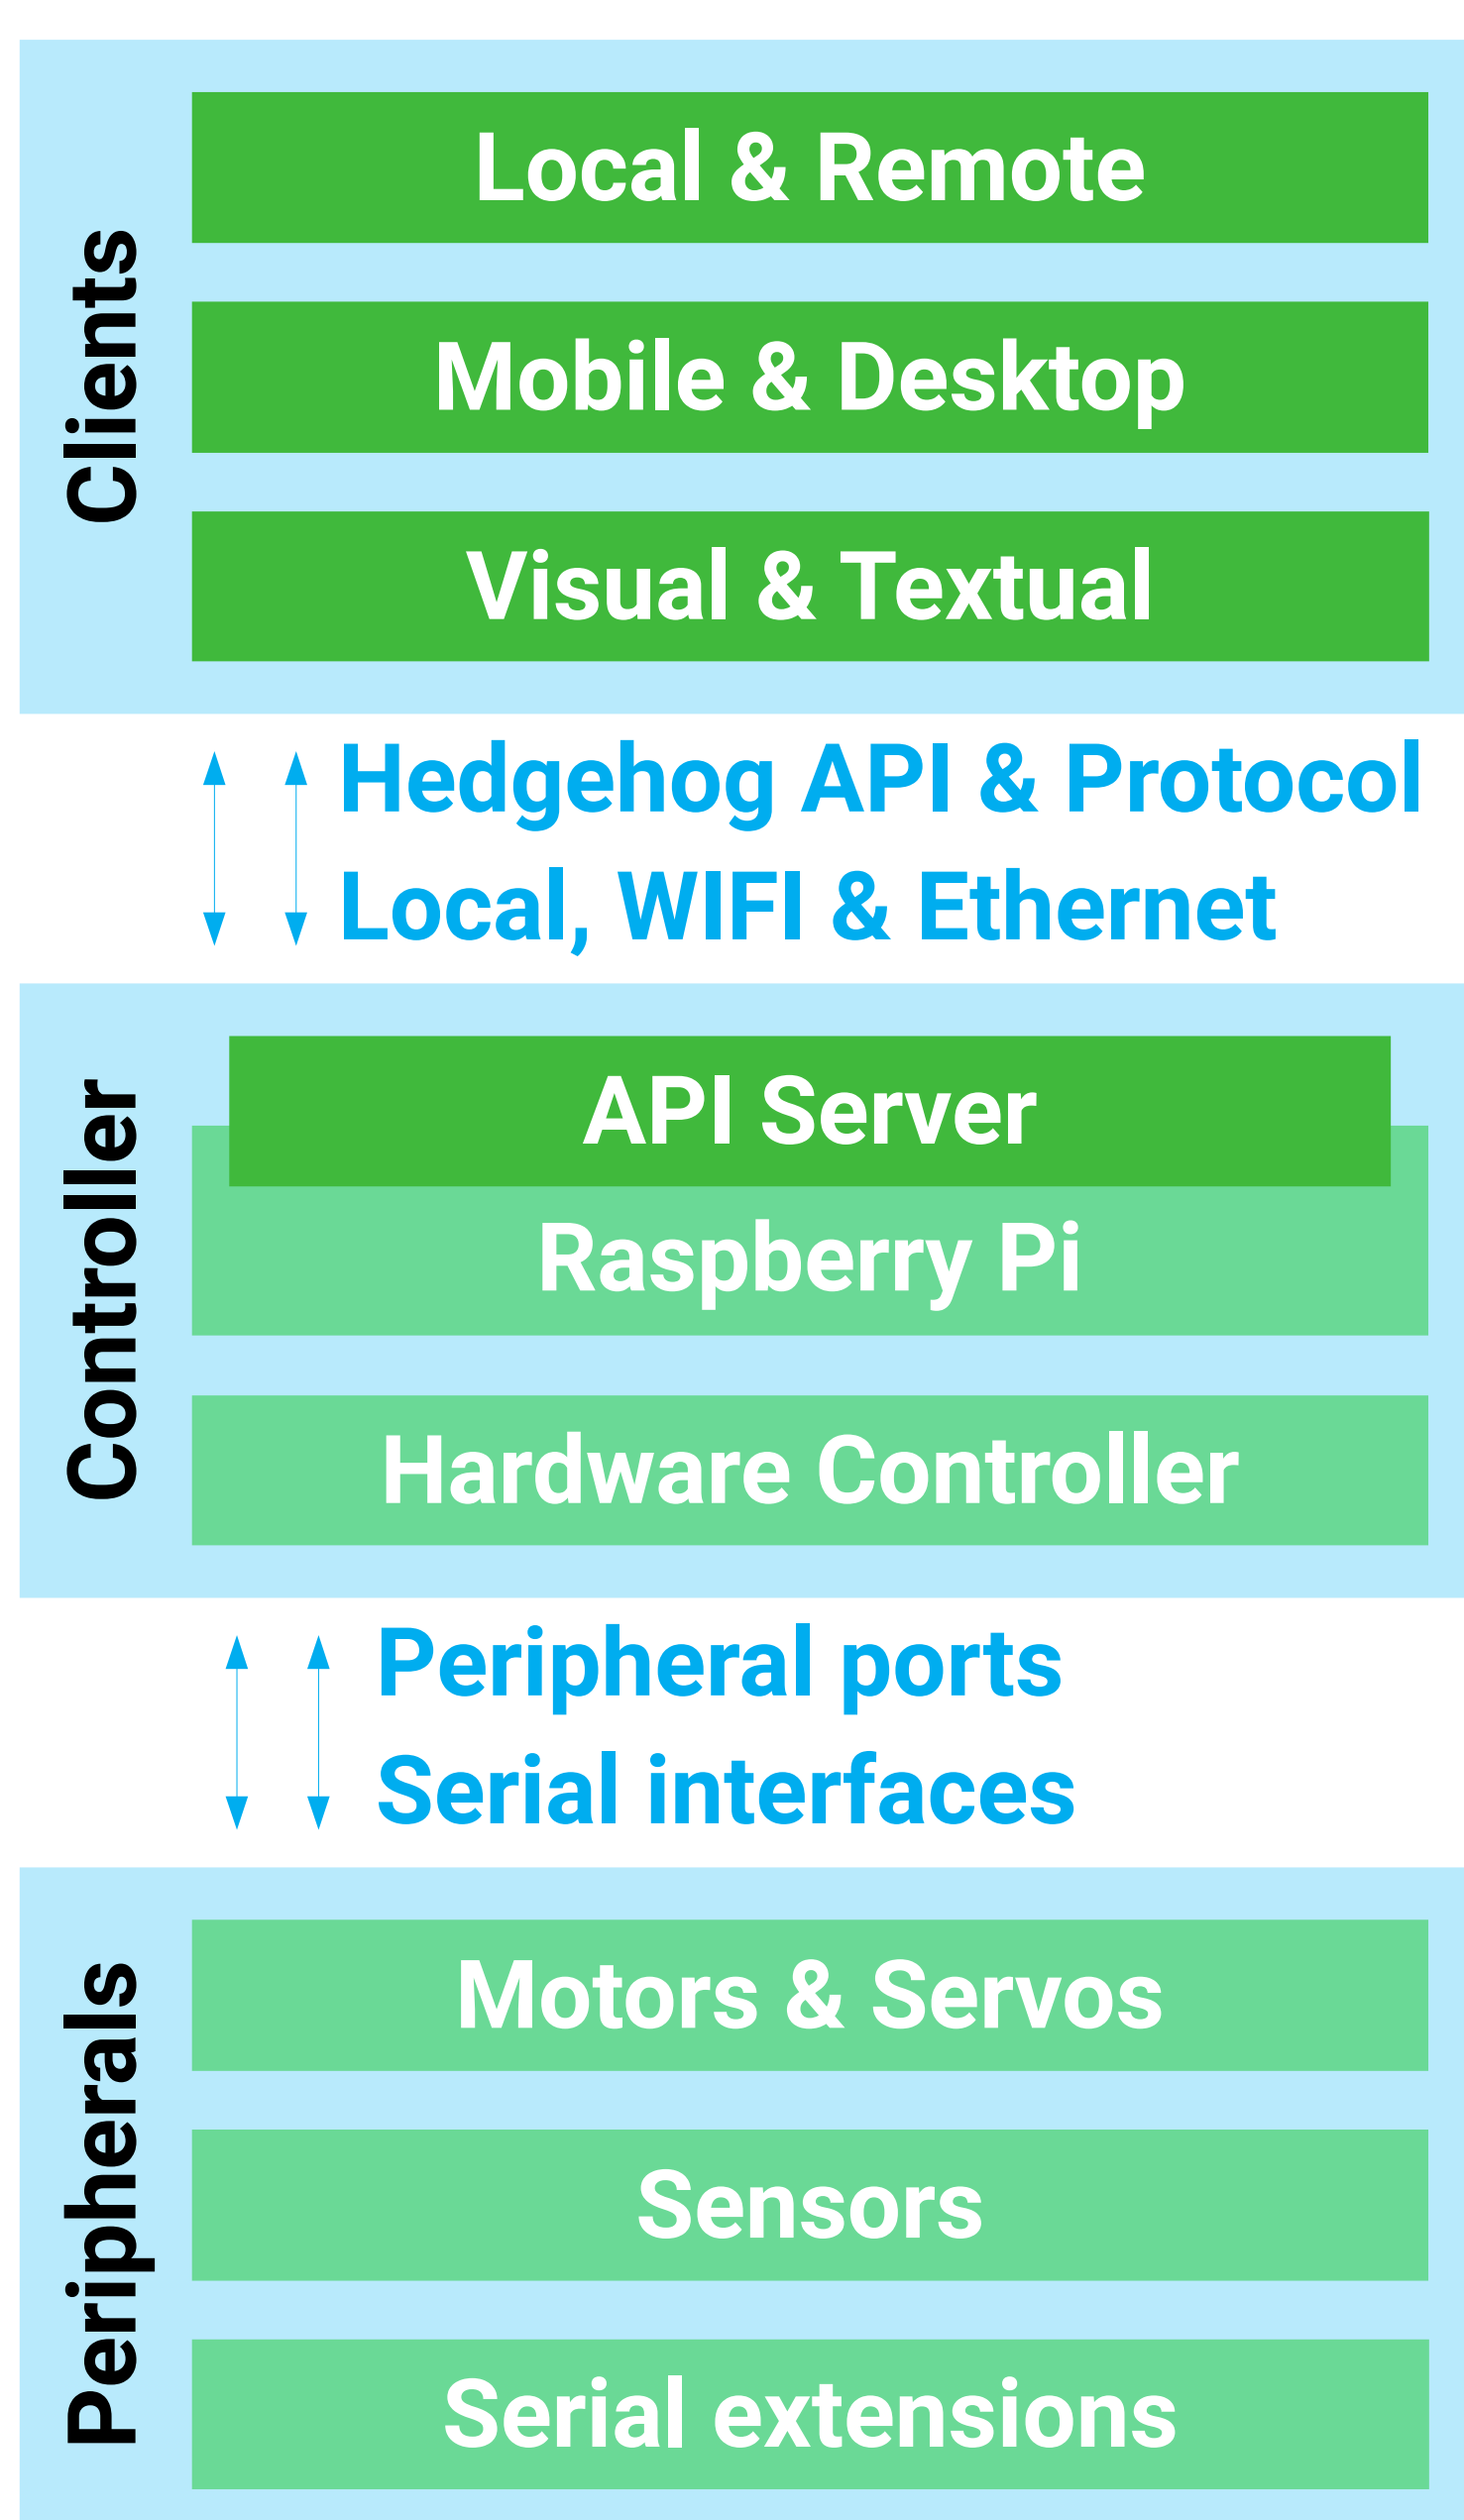 Clients
Local & Remote
Mobile & Desktop
Visual & Textual
Hedgehog API & Protocol
Local, WIFI & Ethernet
Controller
API Server
Raspberry Pi
Hardware Controller
Peripheral ports
Serial interfaces
Peripherals
Motors & Servos
Sensors
Serial extensions